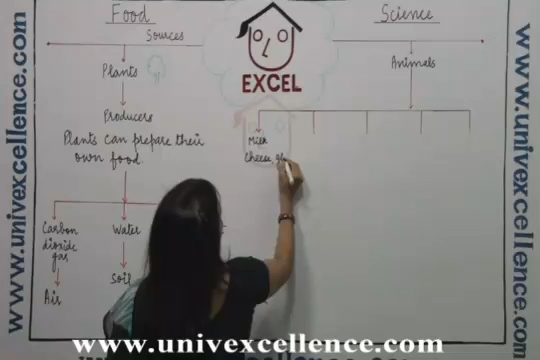 Food
Science
Sources
EXCEL
Plants
Animals
Producers
Plants can prepare their
own food.
Milk
Cheese,
Carbon
dioxide
gas
Water
Air
Soil
www.univexcellence.com
www.univexcellence.com
www.univexcellence.com